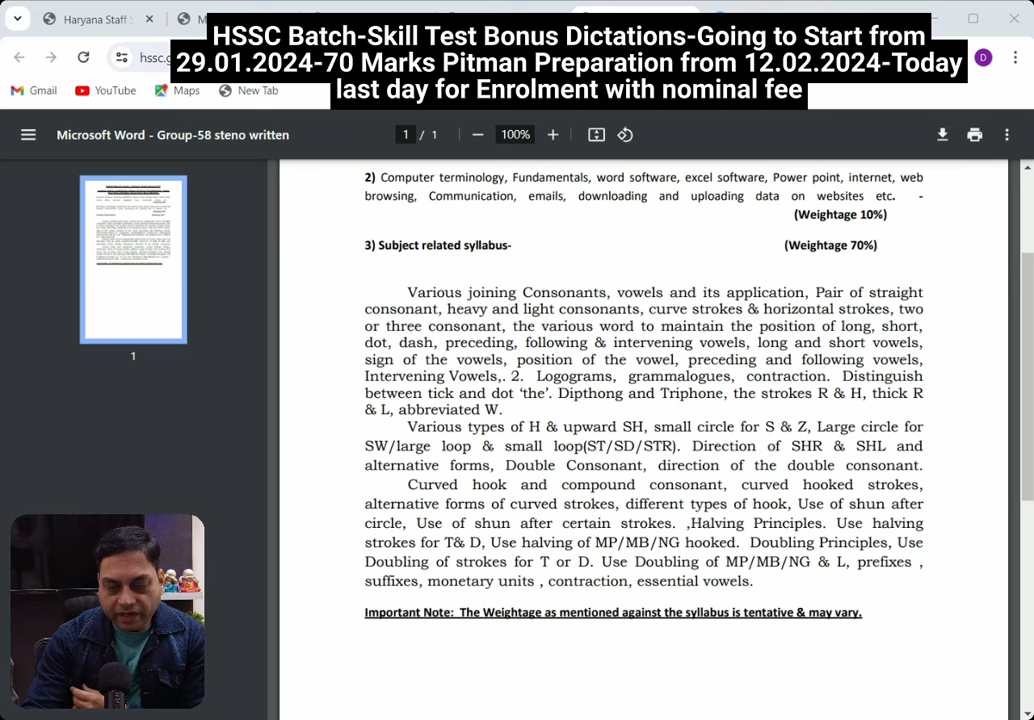 Haryana Staff S
M
HSSC Batch-Skill Test Bonus Dictations-Going to Start from
29.01.2024-70 Marks Pitman Preparation from 12.02.2024-Today
last day for Enrolment with nominal fee
hssc.g
D
Gmail
YouTube
Maps
New Tab
Microsoft Word - Group-58 steno written
1 / 1
100%
2) Computer terminology, Fundamentals, word software, excel software, Power point, internet, web
browsing, Communication, emails, downloading and uploading data on websites etc. -
(Weightage 10%)
3) Subject related syllabus- (Weightage 70%)
Various joining Consonants, vowels and its application, Pair of straight
consonant, heavy and light consonants, curve strokes & horizontal strokes, two
or three consonant, the various word to maintain the position of long, short,
dot, dash, preceding, following & intervening vowels, long and short vowels,
sign of the vowels, position of the vowel, preceding and following vowels,
Intervening Vowels,. 2. Logograms, grammalogues, contraction. Distinguish
between tick and dot ‘the’. Dipthong and Triphone, the strokes R & H, thick R
& L, abbreviated W.
Various types of H & upward SH, small circle for S & Z, Large circle for
SW/large loop & small loop(ST/SD/STR). Direction of SHR & SHL and
alternative forms, Double Consonant, direction of the double consonant.
Curved hook and compound consonant, curved hooked strokes,
alternative forms of curved strokes, different types of hook, Use of shun after
circle, Use of shun after certain strokes. ,Halving Principles. Use halving
strokes for T& D, Use halving of MP/MB/NG hooked. Doubling Principles, Use
Doubling of strokes for T or D. Use Doubling of MP/MB/NG & L, prefixes ,
suffixes, monetary units , contraction, essential vowels.
Important Note: The Weightage as mentioned against the syllabus is tentative & may vary.
1